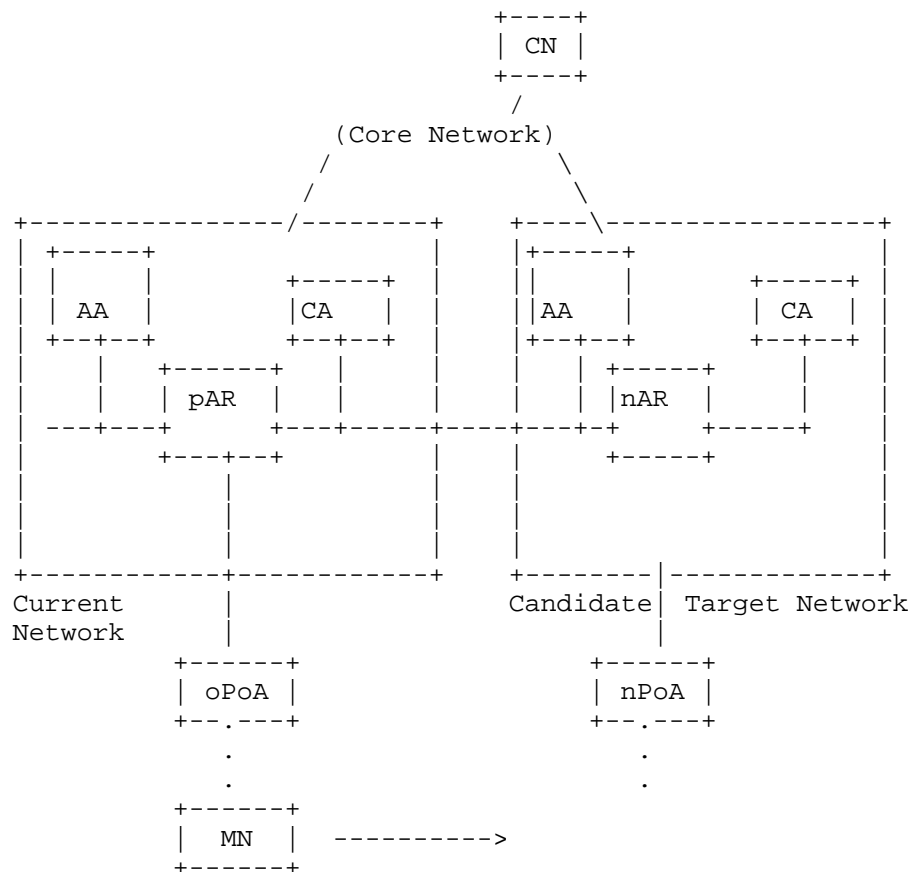 CN
(Core Network)
AA CA AA CA
pAR nAR
Current Candidate Target Network
Network
oPoA nPoA
MN